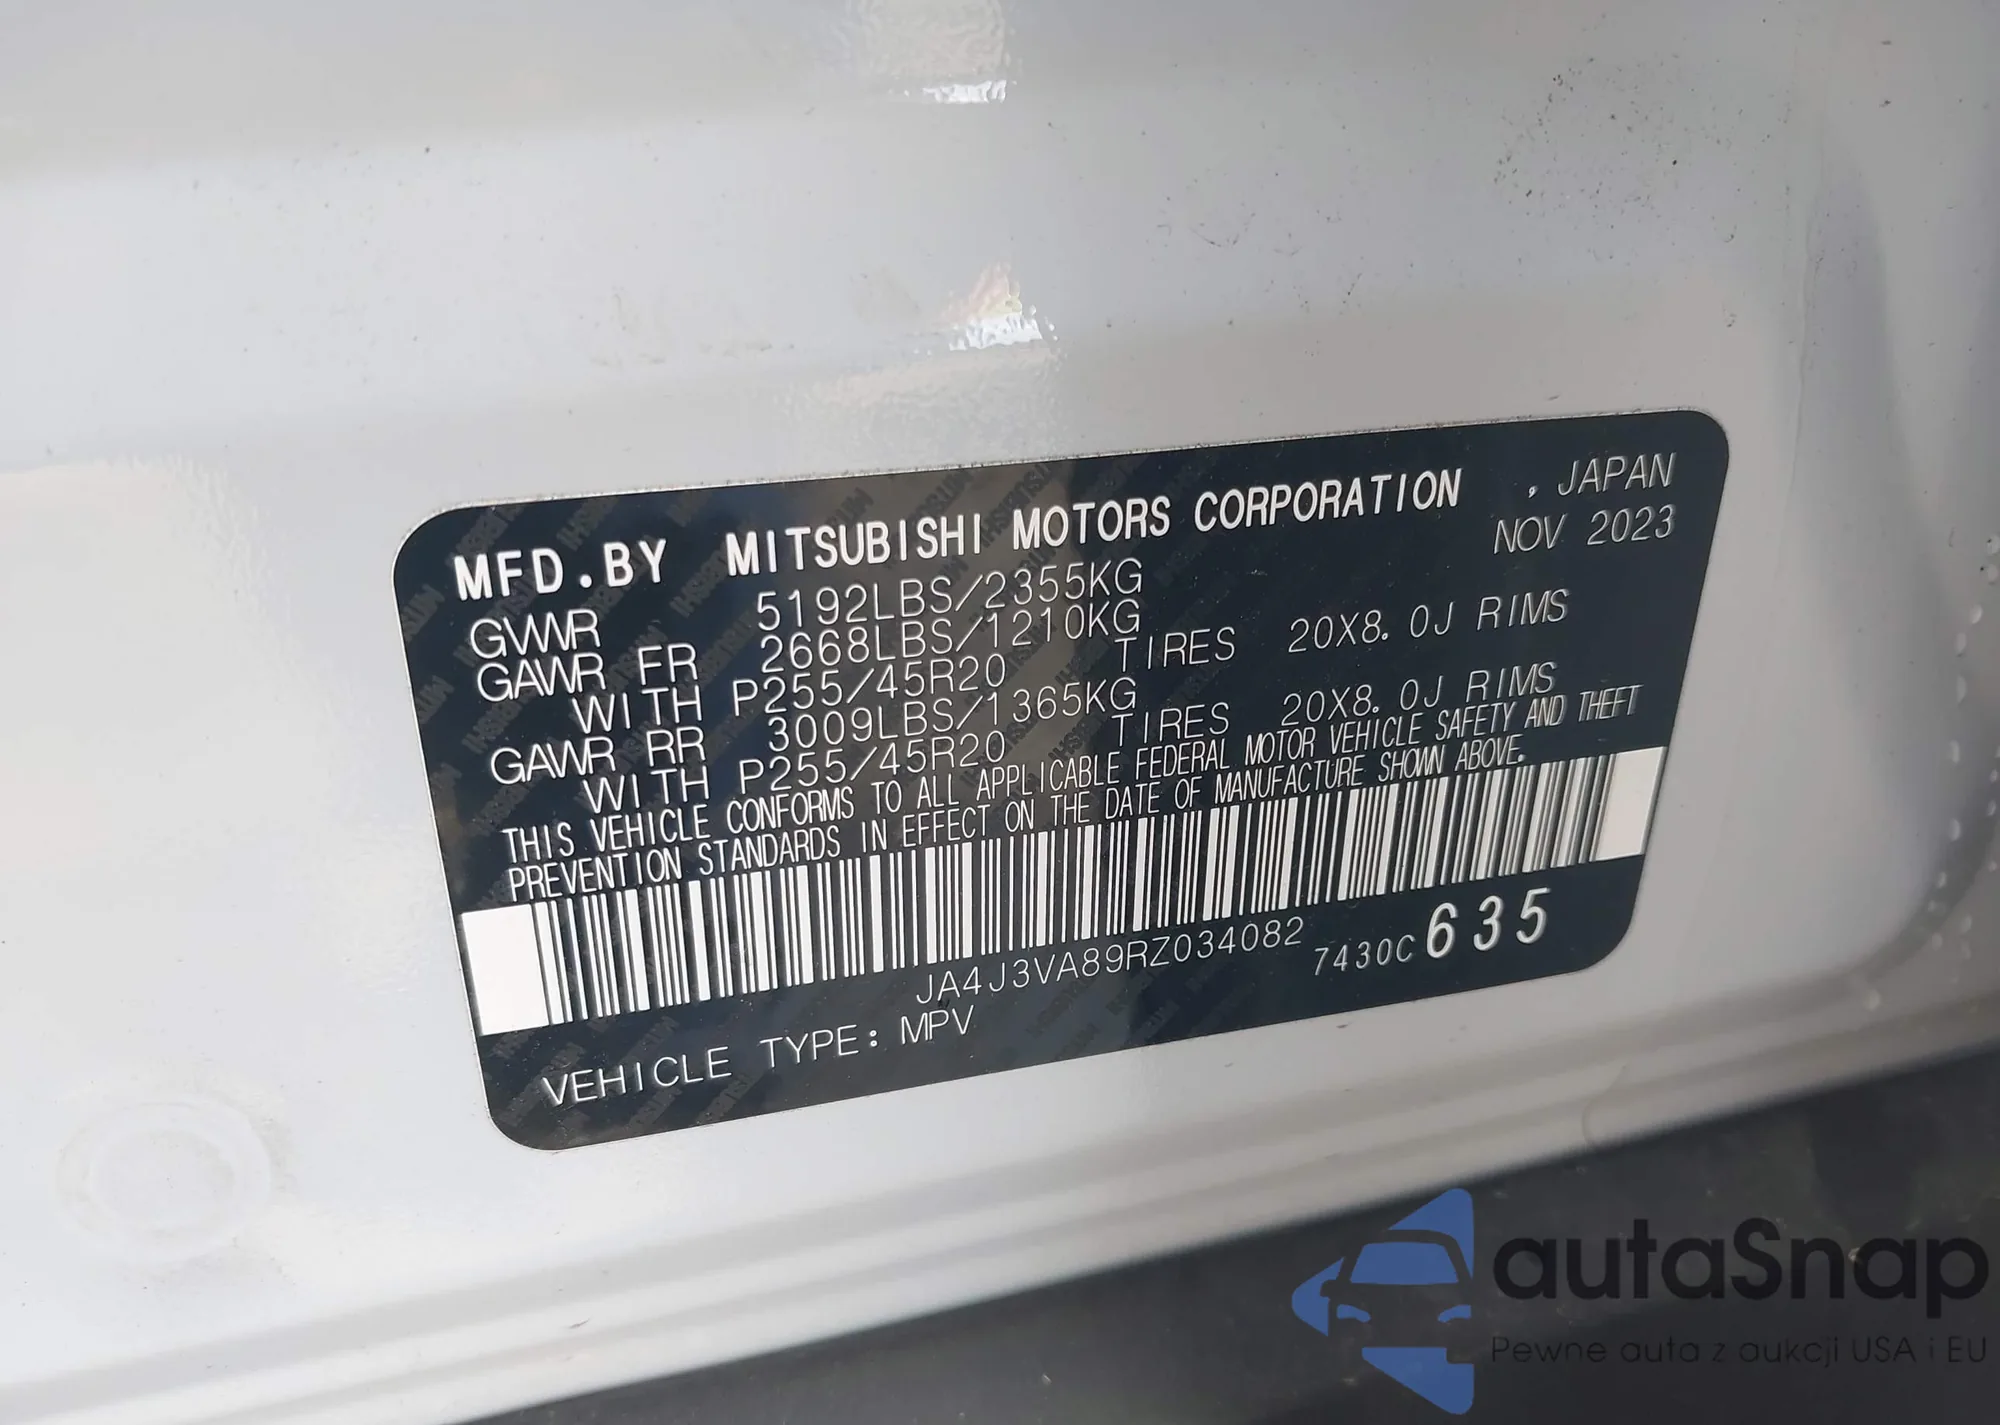 MFD.BY MITSUBISHI MOTORS CORPORATION , JAPAN
NOV 2023
GVWR 5192LBS/2355KG
GAWR FR 2668LBS/1210KG
WITH P255/45R20 TIRES 20X8.0J RIMS
GAWR RR 3009LBS/1365KG
WITH P255/45R20 TIRES 20X8.0J RIMS
THIS VEHICLE CONFORMS TO ALL APPLICABLE FEDERAL MOTOR VEHICLE SAFETY AND THEFT
PREVENTION STANDARDS IN EFFECT ON THE DATE OF MANUFACTURE SHOWN ABOVE.
JA4J3VA89RZ034082 7430C 635
VEHICLE TYPE: MPV
autaSnap
Pewne auta z aukcji USA i EU